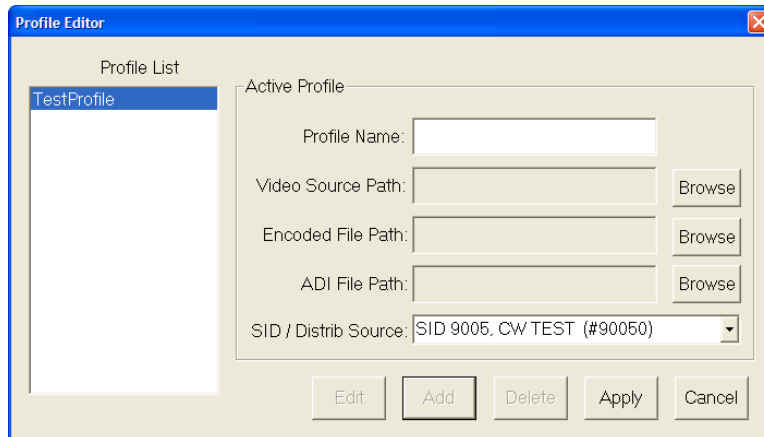 Profile Editor
Profile List
TestProfile
Active Profile
Profile Name:
Video Source Path:
Browse
Encoded File Path:
Browse
ADI File Path:
Browse
SID / Distrib Source:
SID 9005, CW TEST (#90050)
Edit
Add
Delete
Apply
Cancel